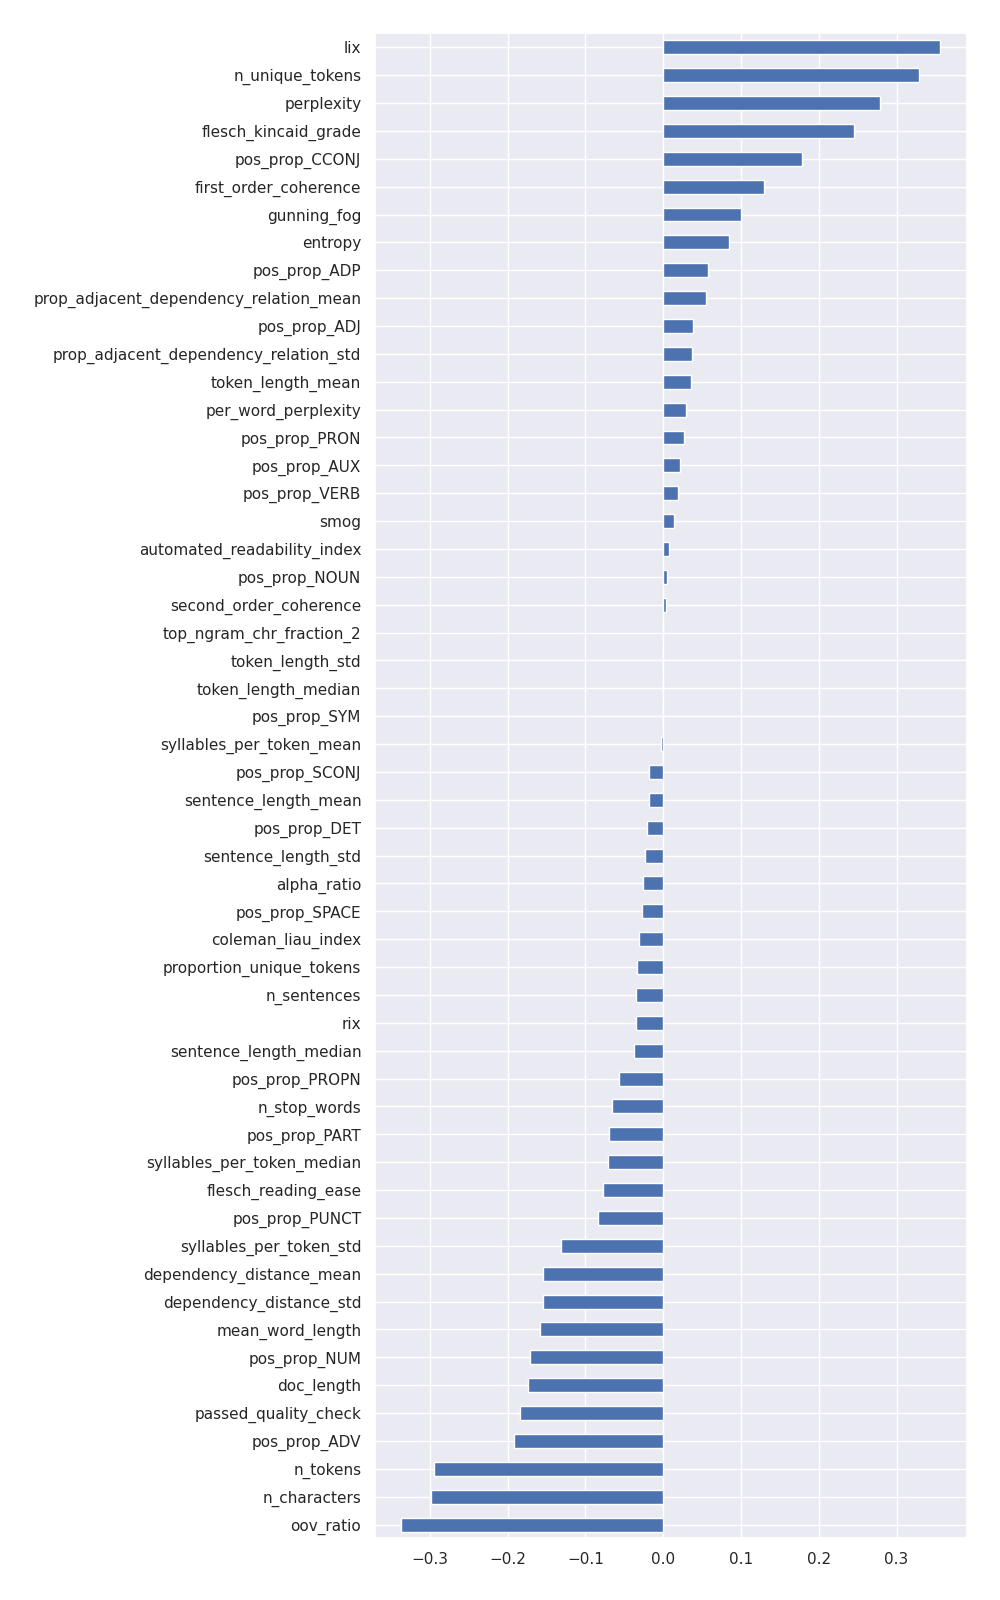 lix
n_unique_tokens
perplexity
flesch_kincaid_grade
pos_prop_CCONJ
first_order_coherence
gunning_fog
entropy
pos_prop_ADP
prop_adjacent_dependency_relation_mean
pos_prop_ADJ
prop_adjacent_dependency_relation_std
token_length_mean
per_word_perplexity
pos_prop_PRON
pos_prop_AUX
pos_prop_VERB
smog
automated_readability_index
pos_prop_NOUN
second_order_coherence
top_ngram_chr_fraction_2
token_length_std
token_length_median
pos_prop_SYM
syllables_per_token_mean
pos_prop_SCONJ
sentence_length_mean
pos_prop_DET
sentence_length_std
alpha_ratio
pos_prop_SPACE
coleman_liau_index
proportion_unique_tokens
n_sentences
rix
sentence_length_median
pos_prop_PROPN
n_stop_words
pos_prop_PART
syllables_per_token_median
flesch_reading_ease
pos_prop_PUNCT
syllables_per_token_std
dependency_distance_mean
dependency_distance_std
mean_word_length
pos_prop_NUM
doc_length
passed_quality_check
pos_prop_ADV
n_tokens
n_characters
oov_ratio
−0.3 −0.2 −0.1 0.0 0.1 0.2 0.3